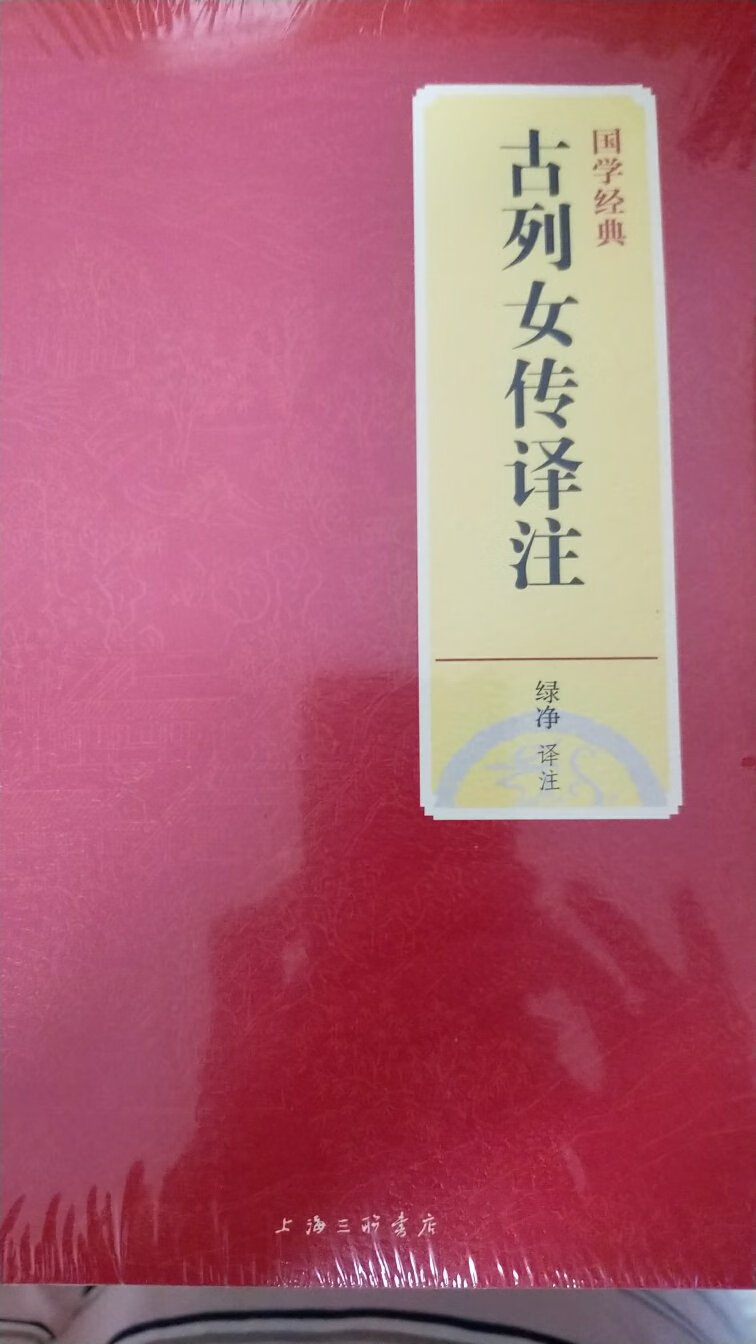 国学经典
古列女传译注
绿净 译注
上海三联书店